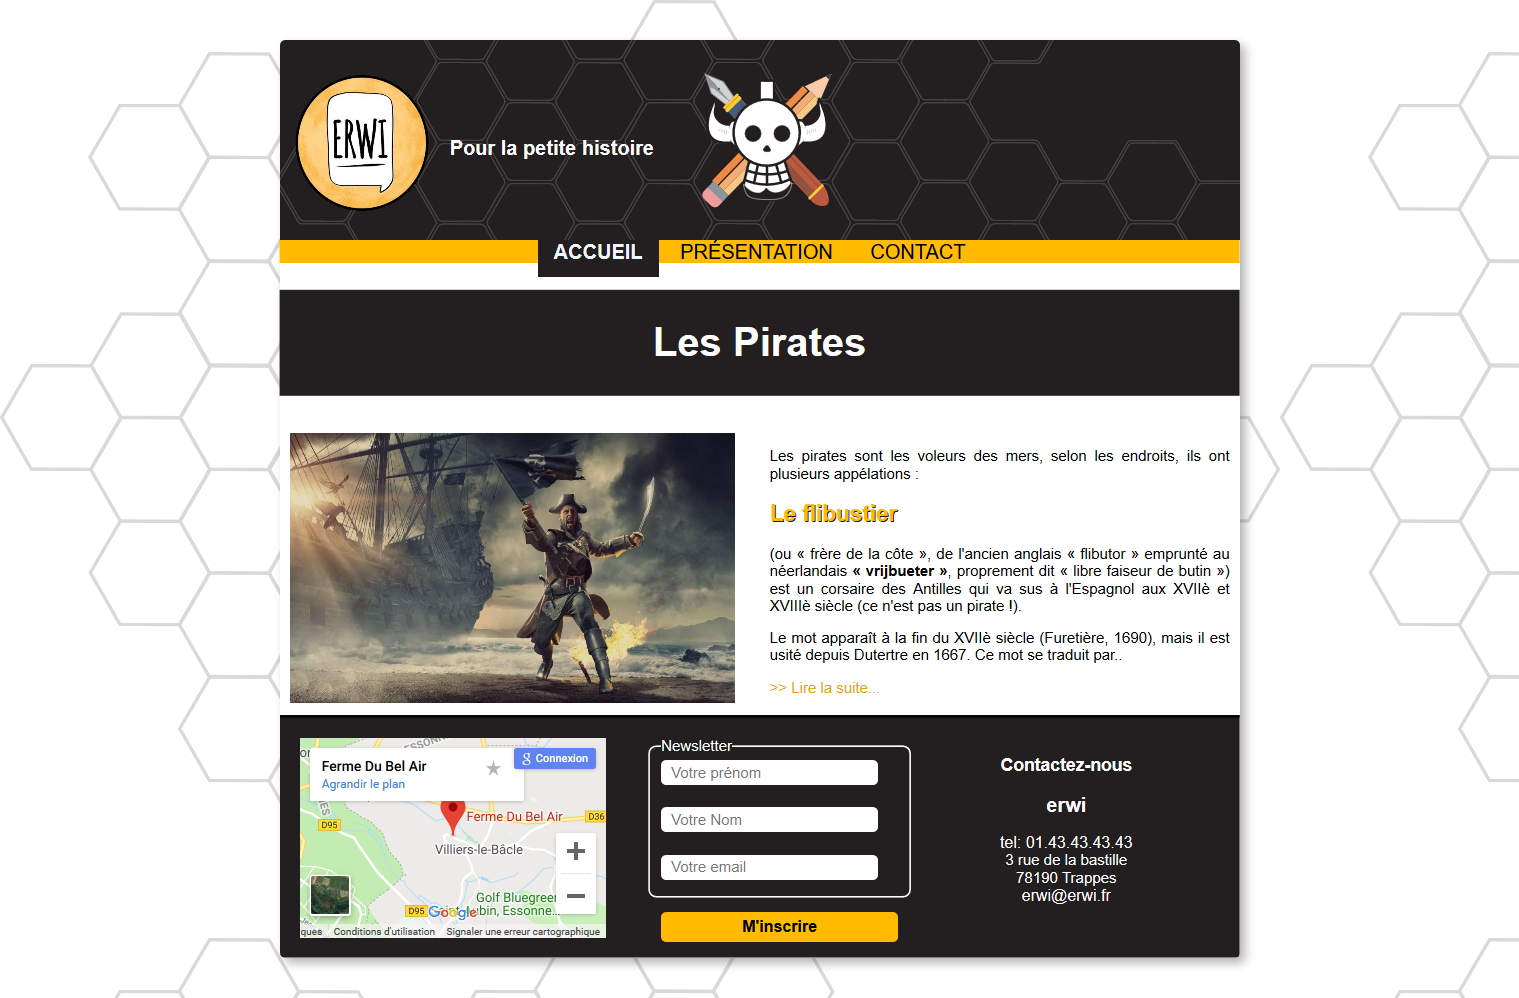 ERWI
Pour la petite histoire
ACCUEIL PRÉSENTATION CONTACT
Les Pirates
Les pirates sont les voleurs des mers, selon les endroits, ils ont
plusieurs appélations :
Le flibustier
(ou « frère de la côte », de l'ancien anglais « flibutor » emprunté au
néerlandais « vrijbueter », proprement dit « libre faiseur de butin »)
est un corsaire des Antilles qui va sus à l'Espagnol aux XVIIè et
XVIIIè siècle (ce n'est pas un pirate !).
Le mot apparaît à la fin du XVIIè siècle (Furetière, 1690), mais il est
usité depuis Dutertre en 1667. Ce mot se traduit par..
>> Lire la suite...
ESSONN
Ferme Du Bel Air
Agrandir le plan
g Connexion
Ferme Du Bel Air
D36
D95
Villiers-le-Bâcle
Golf Bluegreen
D95
Google
Saint-Aubin, Essonne...
ques Conditions d'utilisation Signaler une erreur cartographique
Newsletter
Votre prénom
Votre Nom
Votre email
M'inscrire
Contactez-nous
erwi
tel: 01.43.43.43.43
3 rue de la bastille
78190 Trappes
erwi@erwi.fr